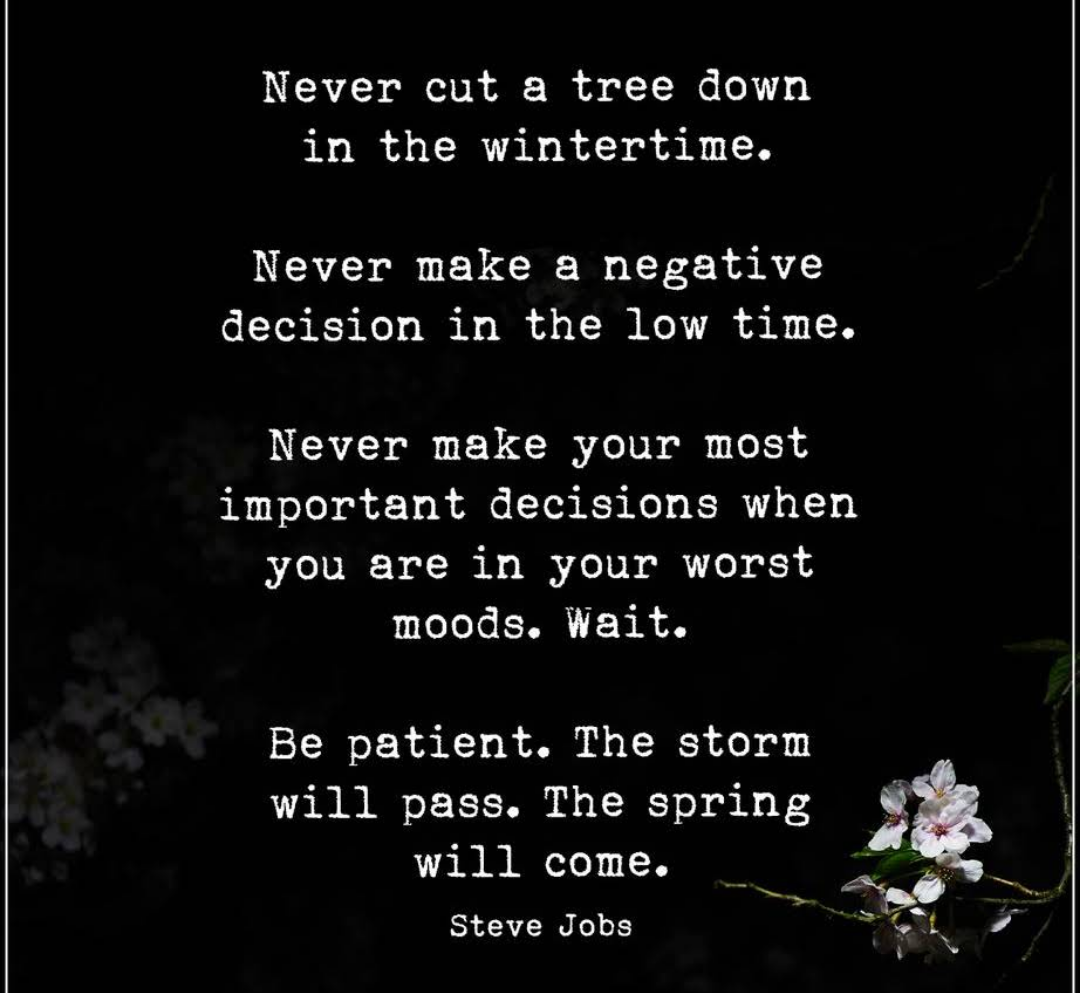 Never cut a tree down
in the wintertime.
Never make a negative
decision in the low time.
Never make your most
important decisions when
you are in your worst
moods. Wait.
Be patient. The storm
will pass. The spring
will come.
Steve Jobs